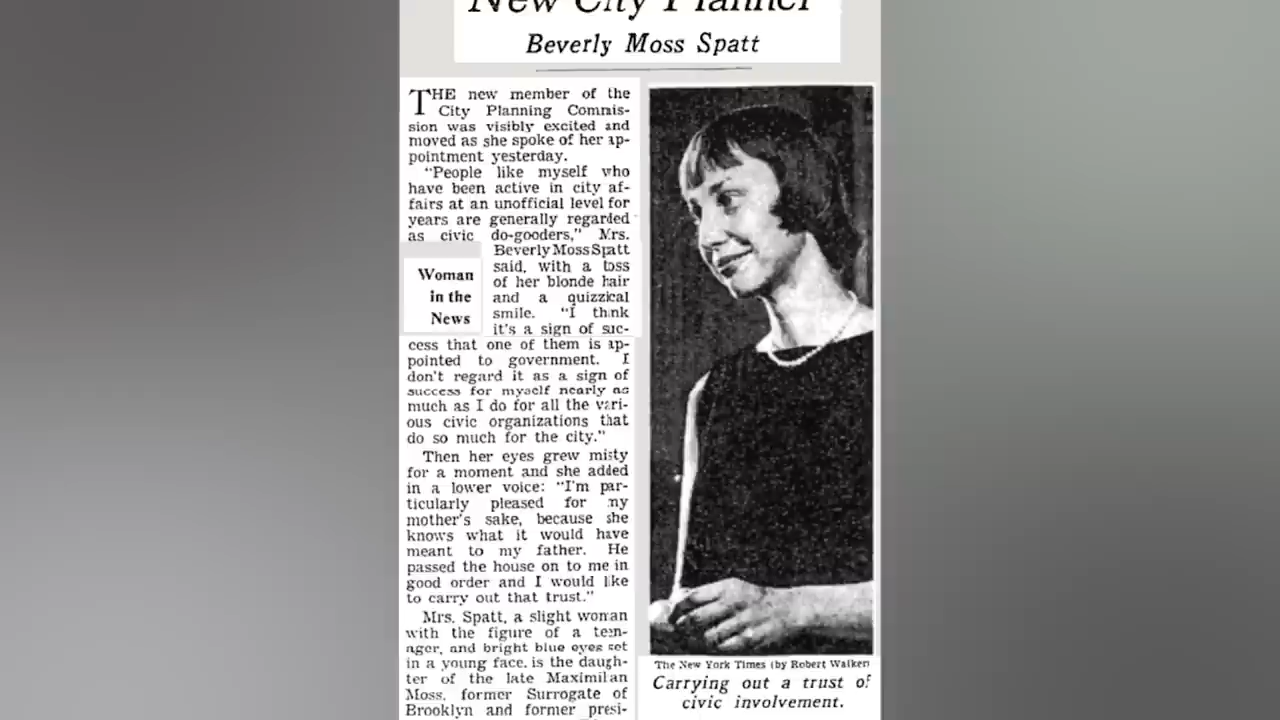 New City Planner
Beverly Moss Spatt
THE new member of the
City Planning Commis-
sion was visibly excited and
moved as she spoke of her ap-
pointment yesterday.
"People like myself who
have been active in city af-
fairs at an unofficial level for
years are generally regarded
as civic do-gooders," Mrs.
Beverly Moss Spatt
said, with a toss
of her blonde hair
and a quizzical
smile. "I think
it's a sign of suc-
cess that one of them is ap-
pointed to government. I
don't regard it as a sign of
success for myself nearly as
much as I do for all the vari-
ous civic organizations that
do so much for the city."
Woman
in the
News
Then her eyes grew misty
for a moment and she added
in a lower voice: "I'm par-
ticularly pleased for my
mother's sake, because she
knows what it would have
meant to my father. He
passed the house on to me in
good order and I would like
to carry out that trust."
Mrs. Spatt, a slight woman
with the figure of a teen-
ager, and bright blue eyes set
in a young face, is the daugh-
ter of the late Maximilian
Moss, former Surrogate of
Brooklyn and former presi-
The New York Times (by Robert Walker)
Carrying out a trust of
civic involvement.